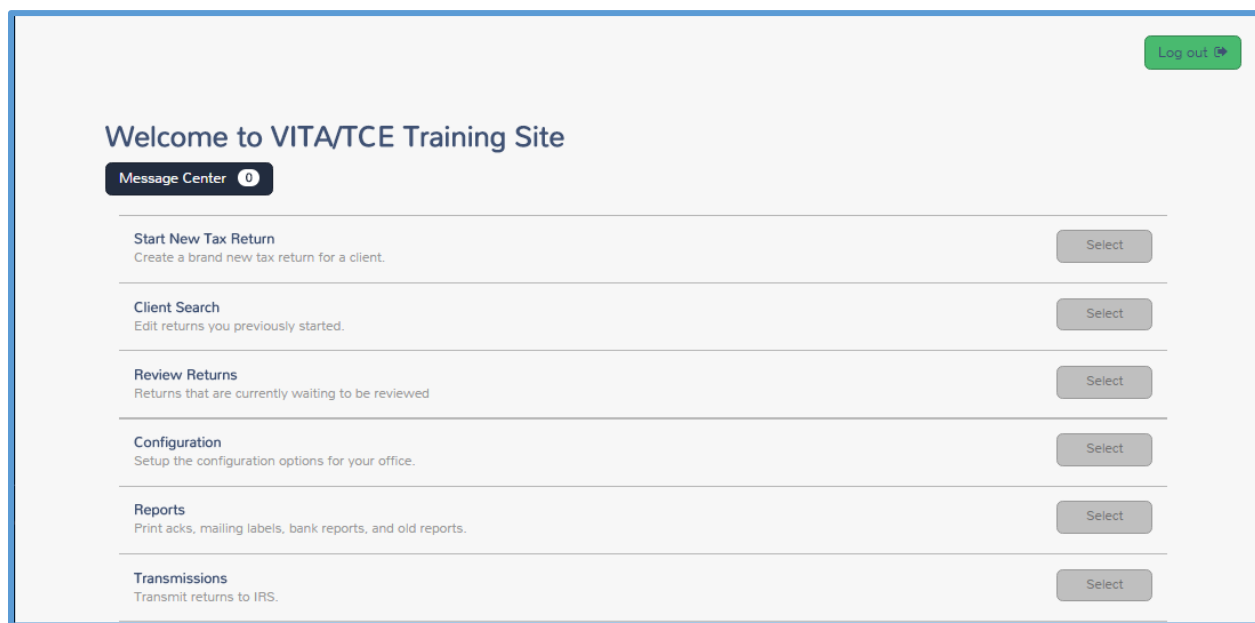 Log out
Welcome to VITA/TCE Training Site
Message Center 0
Start New Tax Return
Select
Create a brand new tax return for a client.
Client Search
Select
Edit returns you previously started.
Review Returns
Select
Returns that are currently waiting to be reviewed
Configuration
Select
Setup the configuration options for your office.
Reports
Select
Print acks, mailing labels, bank reports, and old reports.
Transmissions
Select
Transmit returns to IRS.